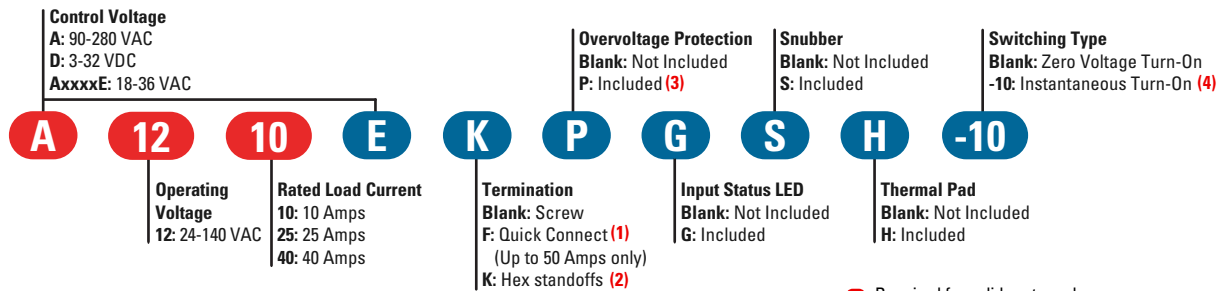 Control Voltage
A: 90-280 VAC
D: 3-32 VDC
AxxxxE: 18-36 VAC
Overvoltage Protection
Blank: Not Included
P: Included (3)
Snubber
Blank: Not Included
S: Included
Switching Type
Blank: Zero Voltage Turn-On
-10: Instantaneous Turn-On (4)
A 12 10 E K P G S H -10
Operating
Voltage
12: 24-140 VAC
Rated Load Current
10: 10 Amps
25: 25 Amps
40: 40 Amps
Termination
Blank: Screw
F: Quick Connect (1)
(Up to 50 Amps only)
K: Hex standoffs (2)
Input Status LED
Blank: Not Included
G: Included
Thermal Pad
Blank: Not Included
H: Included